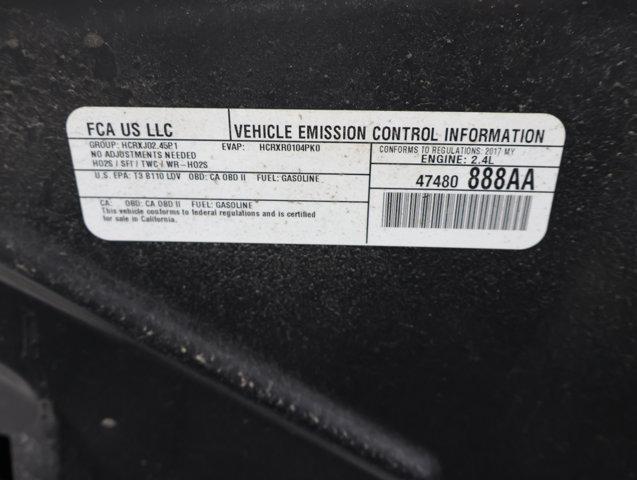 FCA US LLC
VEHICLE EMISSION CONTROL INFORMATION
GROUP: HCRXJ02.45P1 EVAP: HCRXR0104PK0
NO ADJUSTMENTS NEEDED
HO2S / SFI / TWC / WR-HO2S
CONFORMS TO REGULATIONS: 2017 MY
ENGINE: 2.4L
U.S. EPA: T3 B110 LDV OBD: CA OBD II FUEL: GASOLINE
47480 888AA
CA: OBD: CA OBD II FUEL: GASOLINE
This vehicle conforms to federal regulations and is certified
for sale in California.